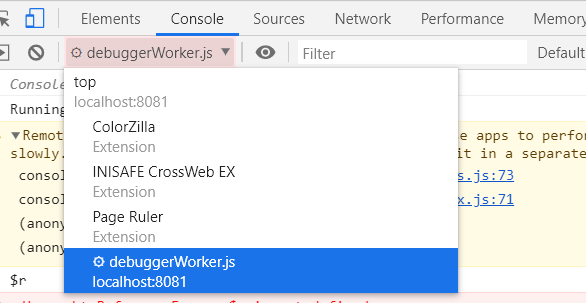 Elements Console Sources Network Performance Memory
debuggerWorker.js Filter Default
Console
top
localhost:8081
Running
ColorZilla
Remot e apps to perfor
Extension
slowly. it in a separate
INISAFE CrossWeb EX
consol s.js:73
Extension
consol x.js:71
Page Ruler
(anony
Extension
(anony
debuggerWorker.js
localhost:8081
$r